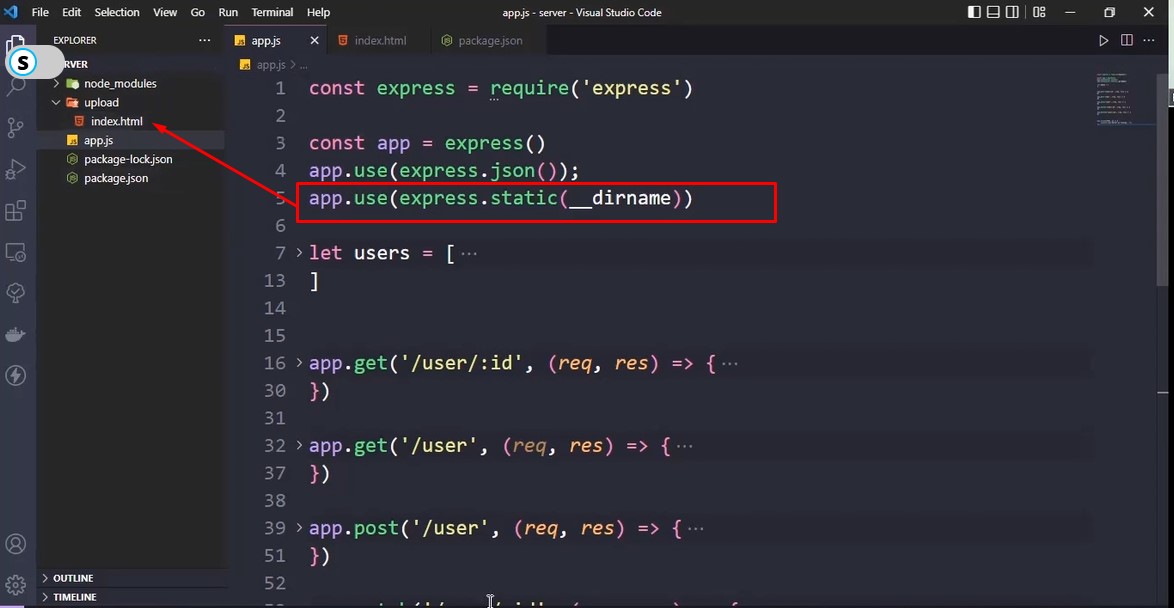 File Edit Selection View Go Run Terminal Help
app.js - server - Visual Studio Code
EXPLORER ...
S
RVER
node_modules
upload
index.html
app.js
package-lock.json
package.json
OUTLINE
TIMELINE
app.js index.html package.json
app.js > ...
1 const express = require('express')
2
3 const app = express()
4 app.use(express.json());
5 app.use(express.static(__dirname))
6
7 let users = [ ...
13 ]
14
15
16 app.get('/user/:id', (req, res) => { ...
30 })
31
32 app.get('/user', (req, res) => { ...
37 })
38
39 app.post('/user', (req, res) => { ...
51 })
52